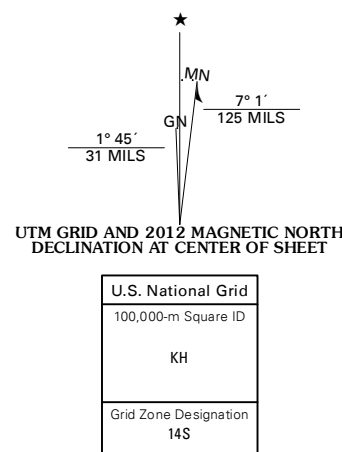 ★
MN
GN
7° 1´
125 MILS
1° 45´
31 MILS
UTM GRID AND 2012 MAGNETIC NORTH
DECLINATION AT CENTER OF SHEET
U.S. National Grid
100,000-m Square ID
KH
Grid Zone Designation
14S